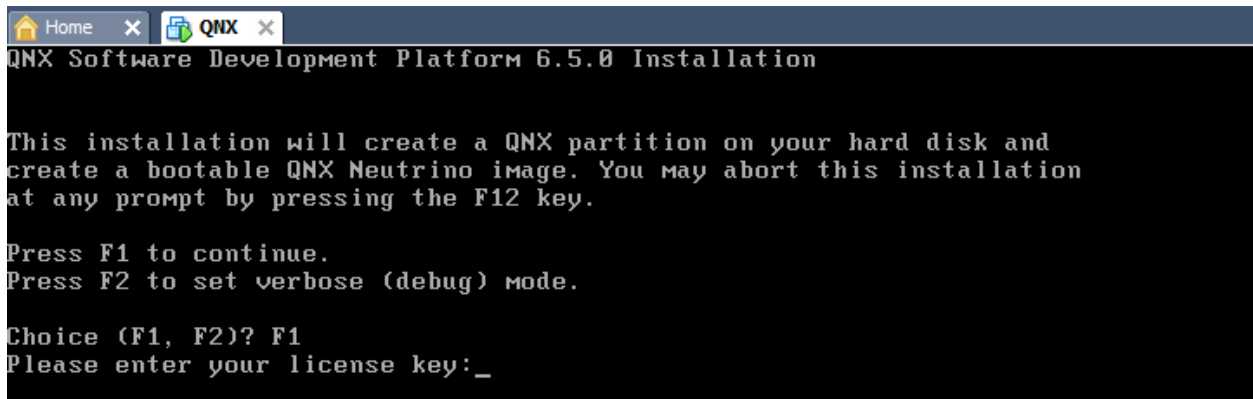 Home QNX
QNX Software Development Platform 6.5.0 Installation
This installation will create a QNX partition on your hard disk and
create a bootable QNX Neutrino image. You may abort this installation
at any prompt by pressing the F12 key.
Press F1 to continue.
Press F2 to set verbose (debug) mode.
Choice (F1, F2)? F1
Please enter your license key:_